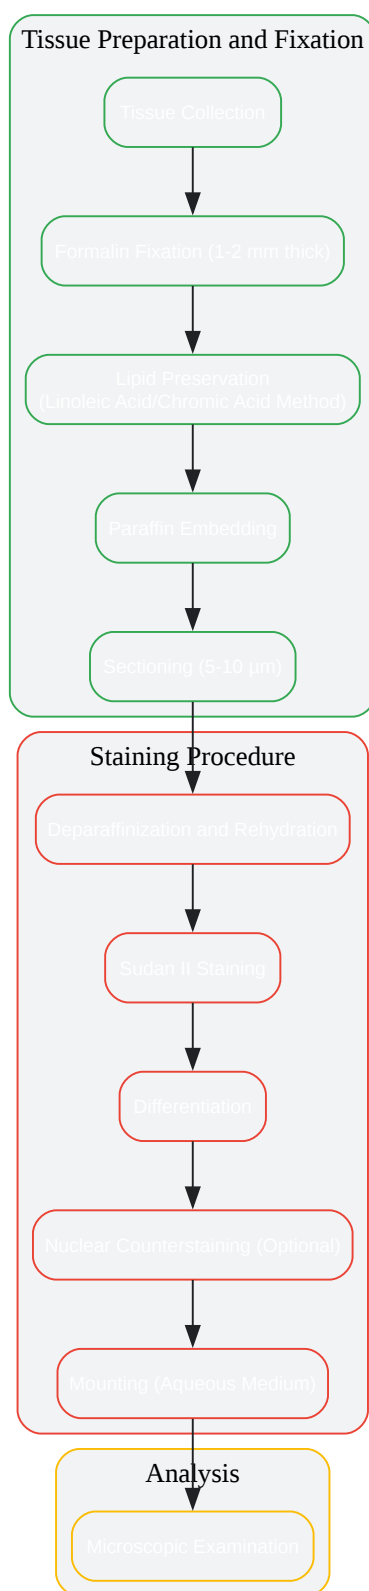 Tissue Preparation and Fixation
Tissue Collection
Formalin Fixation (1-2 mm thick)
Lipid Preservation
(Linoleic Acid/Chromic Acid Method)
Paraffin Embedding
Sectioning (5-10 µm)
Staining Procedure
Deparaffinization and Rehydration
Sudan II Staining
Differentiation
Nuclear Counterstaining (Optional)
Mounting (Aqueous Medium)
Analysis
Microscopic Examination